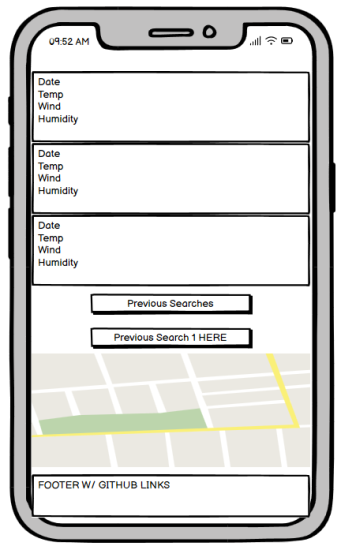 09:52 AM
Date
Temp
Wind
Humidity
Date
Temp
Wind
Humidity
Date
Temp
Wind
Humidity
Previous Searches
Previous Search 1 HERE
FOOTER W/ GITHUB LINKS